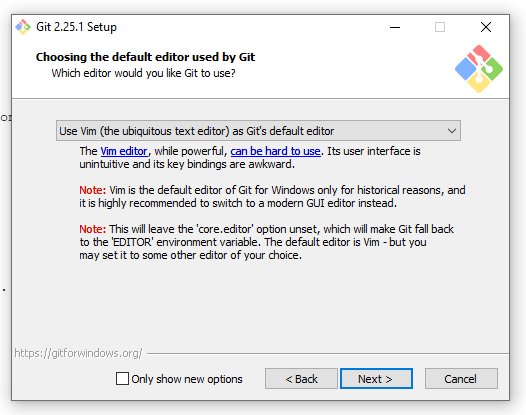 Git 2.25.1 Setup
Choosing the default editor used by Git
Which editor would you like Git to use?
or
Use Vim (the ubiquitous text editor) as Git's default editor
The Vim editor, while powerful, can be hard to use. Its user interface is
unintuitive and its key bindings are awkward.
Note: Vim is the default editor of Git for Windows only for historical reasons, and
it is highly recommended to switch to a modern GUI editor instead.
Note: This will leave the 'core.editor' option unset, which will make Git fall back
to the 'EDITOR' environment variable. The default editor is Vim - but you
may set it to some other editor of your choice.
https://gitforwindows.org/
Only show new options
< Back
Next >
Cancel